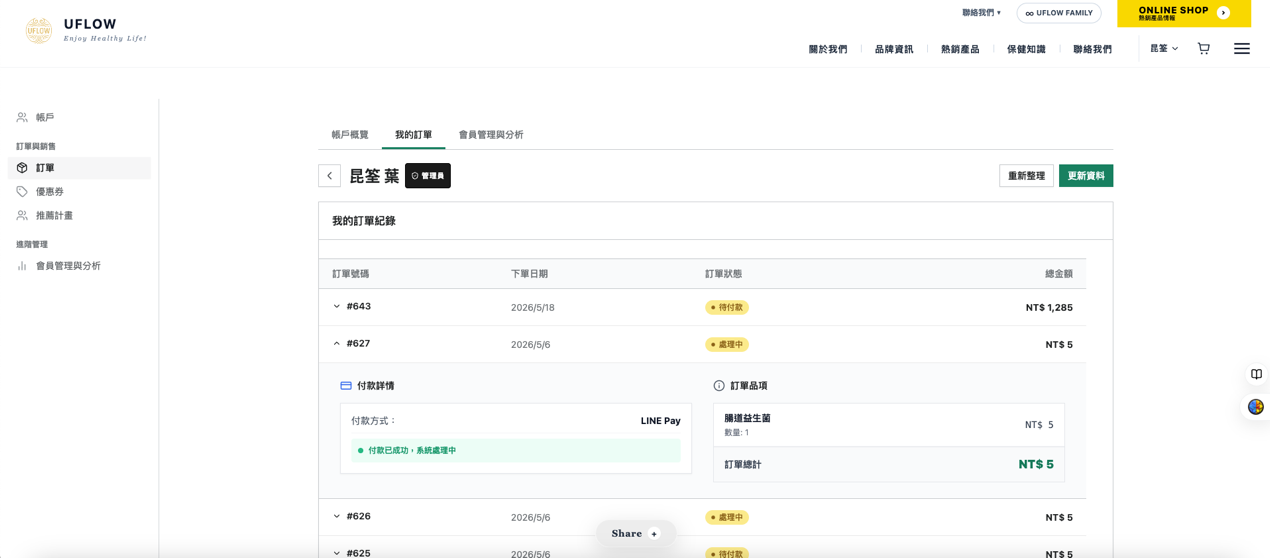 UFLOW
UFLOW
Enjoy Healthy Life!
聯絡我們 ▾
∞ UFLOW FAMILY
ONLINE SHOP
熱銷產品情報
關於我們
品牌資訊
熱銷產品
保健知識
聯絡我們
昆筌
帳戶
訂單與銷售
訂單
優惠券
推薦計畫
進階管理
會員管理與分析
帳戶概覽
我的訂單
會員管理與分析
昆筌 葉
管理員
重新整理
更新資料
我的訂單紀錄
訂單號碼 下單日期 訂單狀態 總金額
#643 2026/5/18 待付款 NT$ 1,285
#627 2026/5/6 處理中 NT$ 5
付款詳情
付款方式： LINE Pay
付款已成功，系統處理中
訂單品項
腸道益生菌 NT$ 5
數量: 1
訂單總計 NT$ 5
#626 2026/5/6 處理中 NT$ 5
Share +
#625 2026/5/6 待付款 NT$ 5